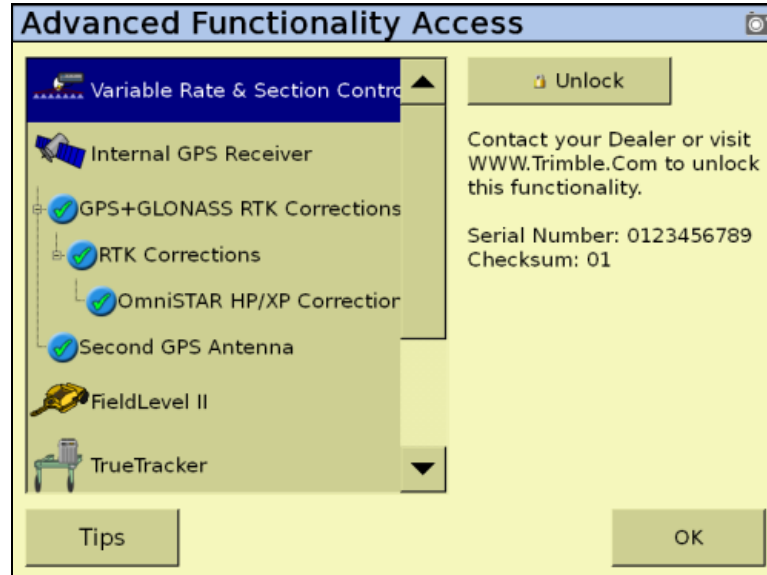 Advanced Functionality Access
Variable Rate & Section Contro
Internal GPS Receiver
GPS+GLONASS RTK Corrections
RTK Corrections
OmniSTAR HP/XP Correction
Second GPS Antenna
FieldLevel II
TrueTracker
Tips
Unlock
Contact your Dealer or visit
WWW.Trimble.Com to unlock
this functionality.
Serial Number: 0123456789
Checksum: 01
OK